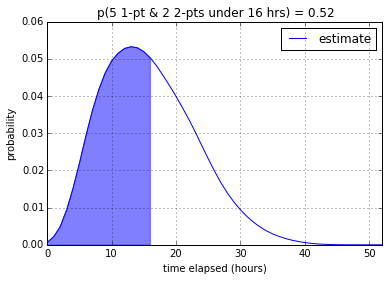 p(5 1-pt & 2 2-pts under 16 hrs) = 0.52
estimate
0.06
0.05
0.04
0.03
0.02
0.01
0.00
probability
0 10 20 30 40 50
time elapsed (hours)